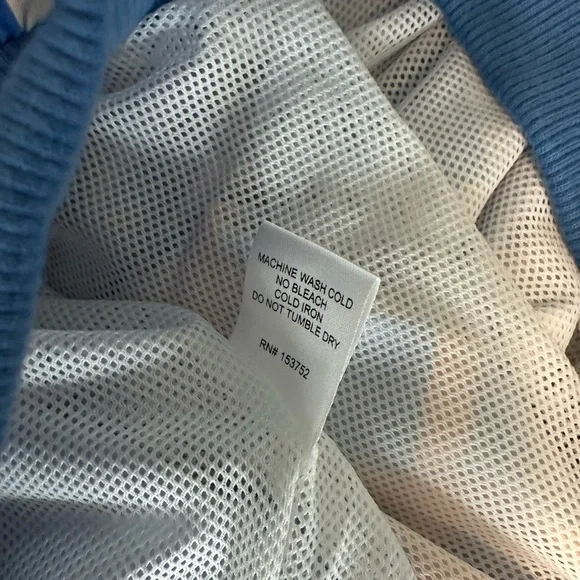 MACHINE WASH COLD
NO BLEACH
COLD IRON
DO NOT TUMBLE DRY
RN# 153752